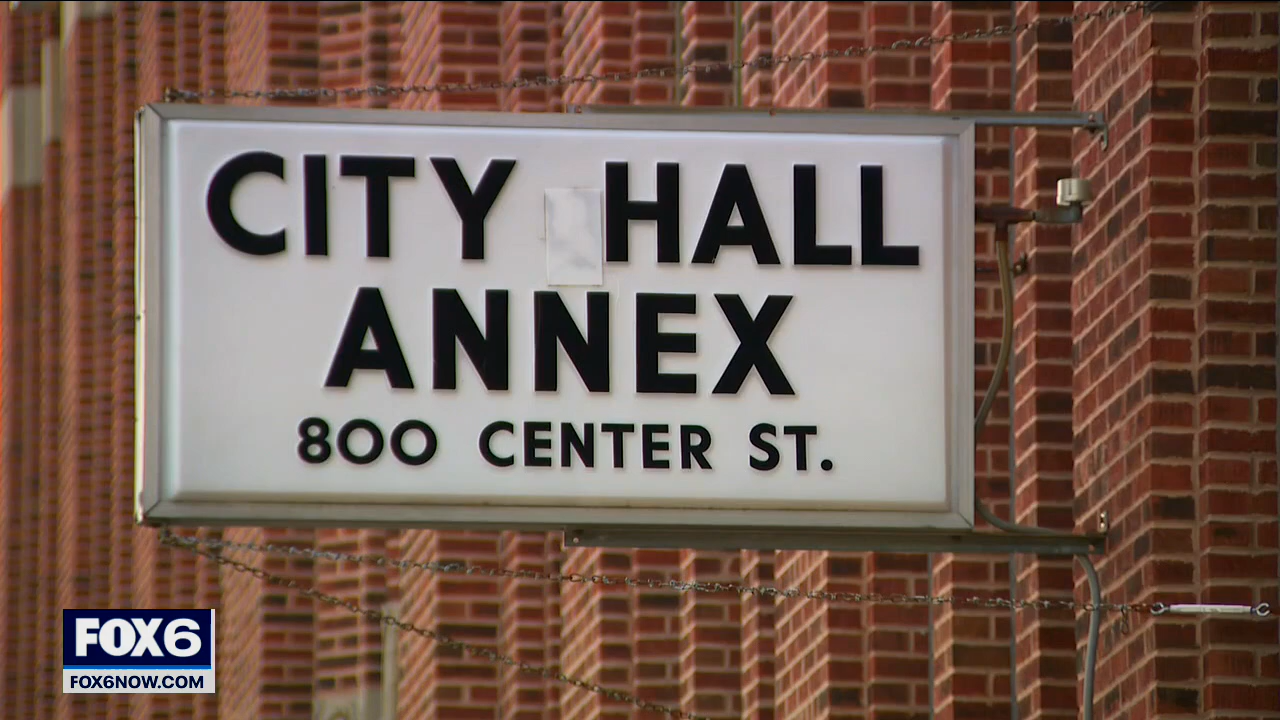 CITY HALL
ANNEX
800 CENTER ST.
FOX6
FOX6NOW.COM